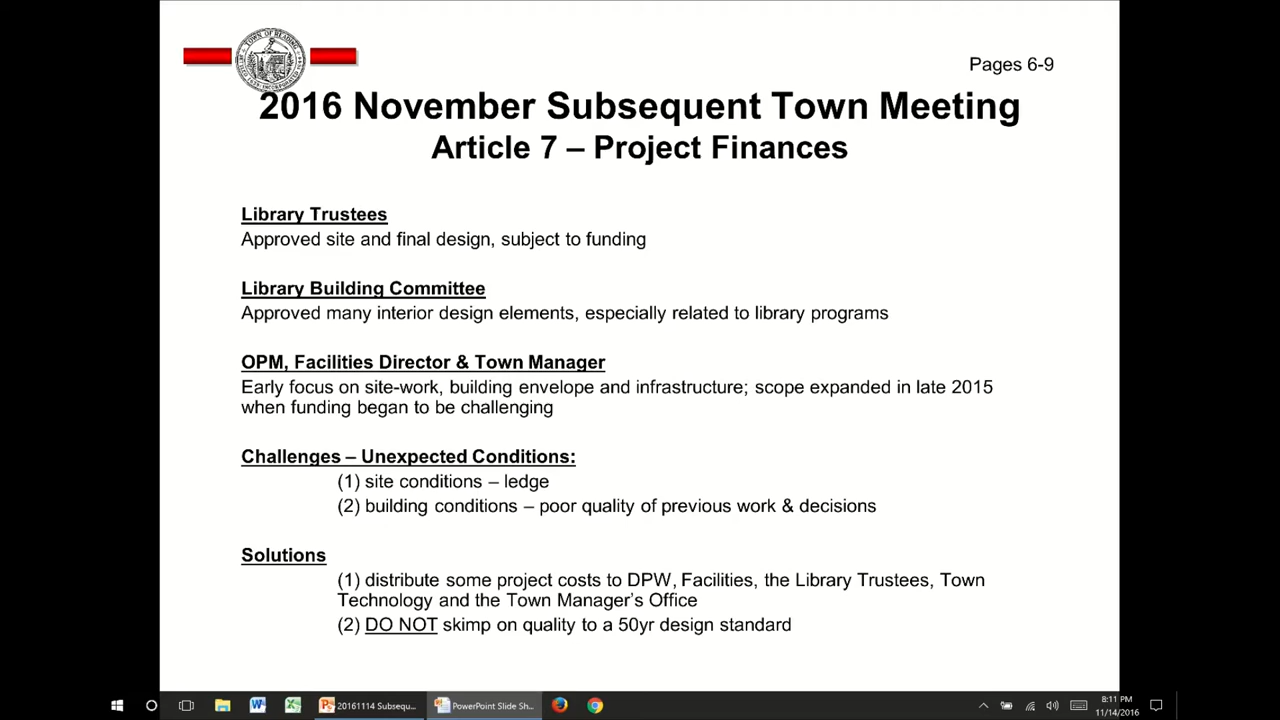 Pages 6-9
2016 November Subsequent Town Meeting
Article 7 – Project Finances
Library Trustees
Approved site and final design, subject to funding
Library Building Committee
Approved many interior design elements, especially related to library programs
OPM, Facilities Director & Town Manager
Early focus on site-work, building envelope and infrastructure; scope expanded in late 2015
when funding began to be challenging
Challenges – Unexpected Conditions:
(1) site conditions – ledge
(2) building conditions – poor quality of previous work & decisions
Solutions
(1) distribute some project costs to DPW, Facilities, the Library Trustees, Town
Technology and the Town Manager's Office
(2) DO NOT skimp on quality to a 50yr design standard
20161114 Subsequ...
PowerPoint Slide Sh...
8:11 PM
11/14/2016